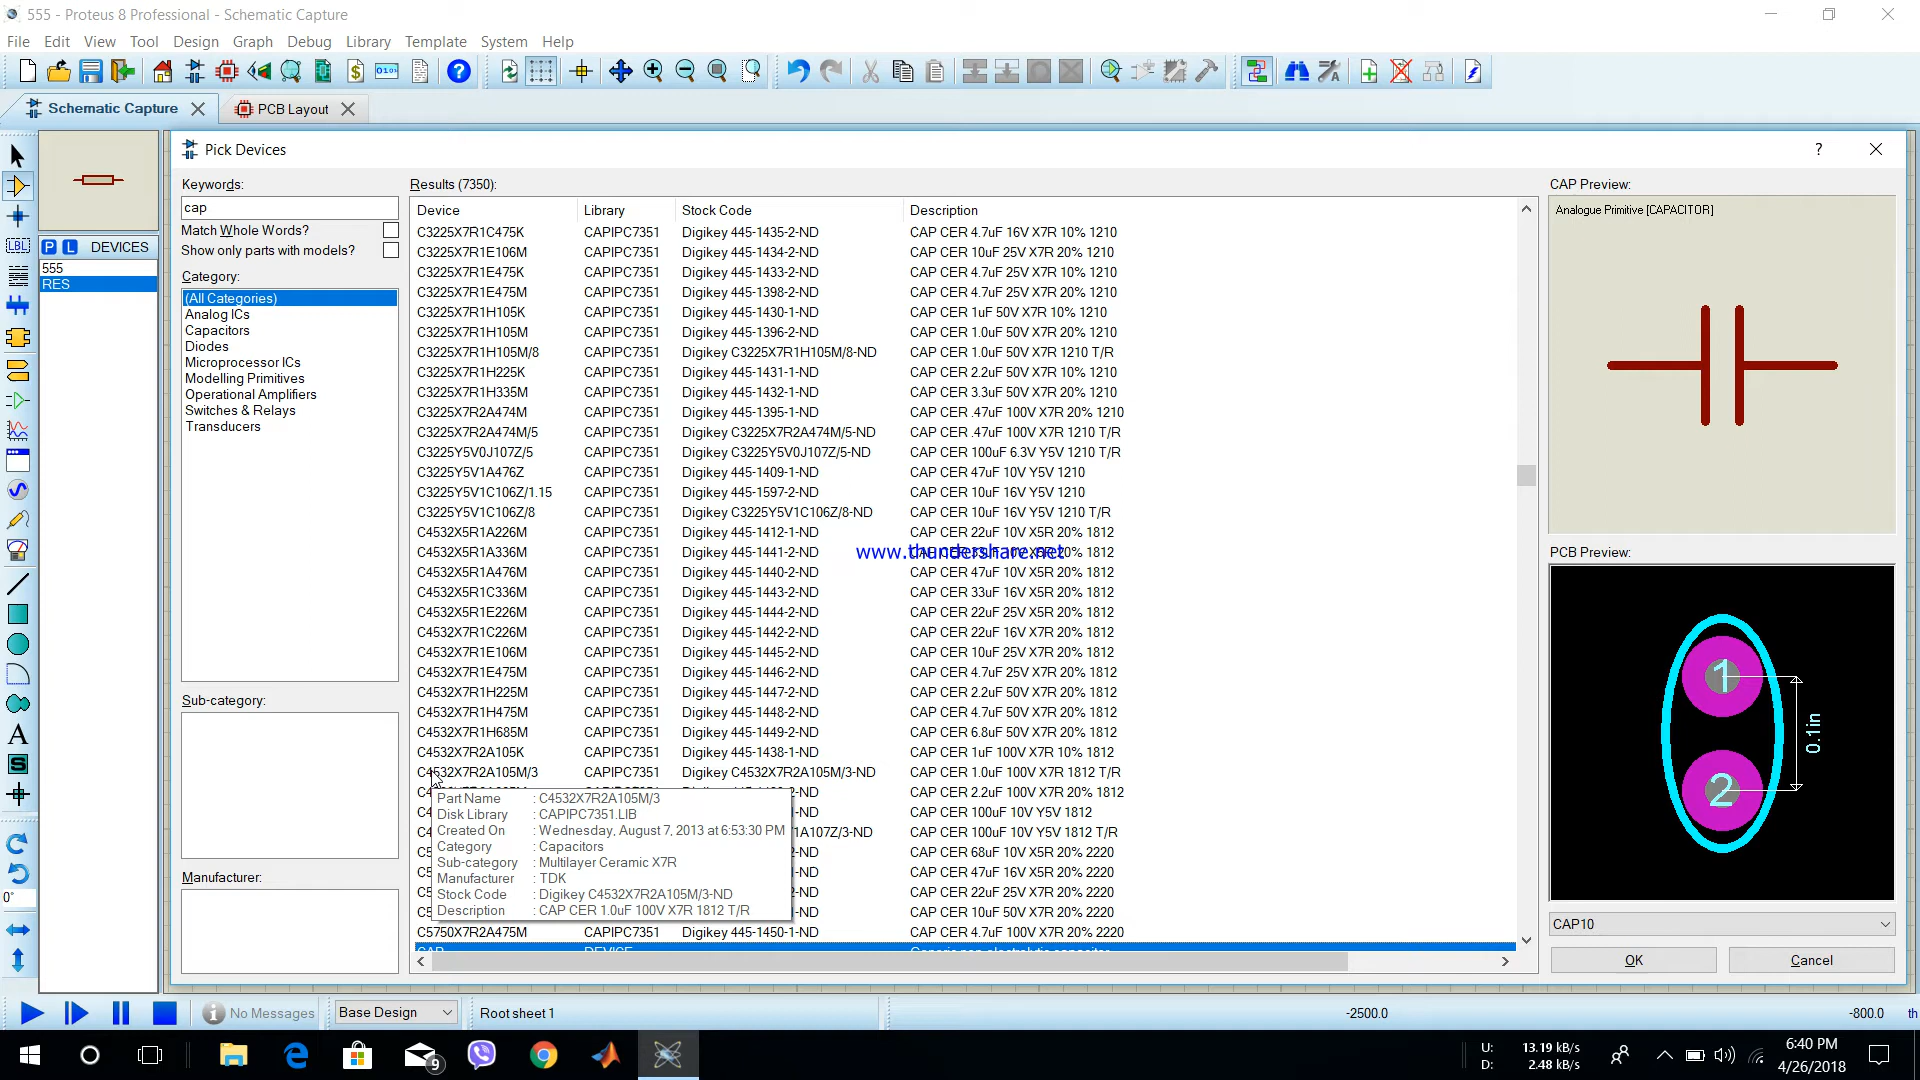 555 - Proteus 8 Professional - Schematic Capture
File Edit View Tool Design Graph Debug Library Template System Help
Schematic Capture
PCB Layout
Pick Devices
?
Keywords:
cap
Match Whole Words?
Show only parts with models?
Category:
(All Categories)
Analog ICs
Capacitors
Diodes
Microprocessor ICs
Modelling Primitives
Operational Amplifiers
Switches & Relays
Transducers
Sub-category:
Manufacturer:
P L DEVICES
555
RES
LBL
A
S
0°
Results (7350):
Device Library Stock Code Description
C3225X7R1C475K CAPIPC7351 Digikey 445-1435-2-ND CAP CER 4.7uF 16V X7R 10% 1210
C3225X7R1E106M CAPIPC7351 Digikey 445-1434-2-ND CAP CER 10uF 25V X7R 20% 1210
C3225X7R1E475K CAPIPC7351 Digikey 445-1433-2-ND CAP CER 4.7uF 25V X7R 10% 1210
C3225X7R1E475M CAPIPC7351 Digikey 445-1398-2-ND CAP CER 4.7uF 25V X7R 20% 1210
C3225X7R1H105K CAPIPC7351 Digikey 445-1430-1-ND CAP CER 1uF 50V X7R 10% 1210
C3225X7R1H105M CAPIPC7351 Digikey 445-1396-2-ND CAP CER 1.0uF 50V X7R 20% 1210
C3225X7R1H105M/8 CAPIPC7351 Digikey C3225X7R1H105M/8-ND CAP CER 1.0uF 50V X7R 1210 T/R
C3225X7R1H225K CAPIPC7351 Digikey 445-1431-1-ND CAP CER 2.2uF 50V X7R 10% 1210
C3225X7R1H335M CAPIPC7351 Digikey 445-1432-1-ND CAP CER 3.3uF 50V X7R 20% 1210
C3225X7R2A474M CAPIPC7351 Digikey 445-1395-1-ND CAP CER .47uF 100V X7R 20% 1210
C3225X7R2A474M/5 CAPIPC7351 Digikey C3225X7R2A474M/5-ND CAP CER .47uF 100V X7R 1210 T/R
C3225Y5V0J107Z/5 CAPIPC7351 Digikey C3225Y5V0J107Z/5-ND CAP CER 100uF 6.3V Y5V 1210 T/R
C3225Y5V1A476Z CAPIPC7351 Digikey 445-1409-1-ND CAP CER 47uF 10V Y5V 1210
C3225Y5V1C106Z/1.15 CAPIPC7351 Digikey 445-1597-2-ND CAP CER 10uF 16V Y5V 1210
C3225Y5V1C106Z/8 CAPIPC7351 Digikey C3225Y5V1C106Z/8-ND CAP CER 10uF 16V Y5V 1210 T/R
C4532X5R1A226M CAPIPC7351 Digikey 445-1412-1-ND CAP CER 22uF 10V X5R 20% 1812
C4532X5R1A336M CAPIPC7351 Digikey 445-1441-2-ND CAP CER 33uF 10V X5R 20% 1812
www.thundershare.net
C4532X5R1A476M CAPIPC7351 Digikey 445-1440-2-ND CAP CER 47uF 10V X5R 20% 1812
C4532X5R1C336M CAPIPC7351 Digikey 445-1443-2-ND CAP CER 33uF 16V X5R 20% 1812
C4532X5R1E226M CAPIPC7351 Digikey 445-1444-2-ND CAP CER 22uF 25V X5R 20% 1812
C4532X7R1C226M CAPIPC7351 Digikey 445-1442-2-ND CAP CER 22uF 16V X7R 20% 1812
C4532X7R1E106M CAPIPC7351 Digikey 445-1445-2-ND CAP CER 10uF 25V X7R 20% 1812
C4532X7R1E475M CAPIPC7351 Digikey 445-1446-2-ND CAP CER 4.7uF 25V X7R 20% 1812
C4532X7R1H225M CAPIPC7351 Digikey 445-1447-2-ND CAP CER 2.2uF 50V X7R 20% 1812
C4532X7R1H475M CAPIPC7351 Digikey 445-1448-2-ND CAP CER 4.7uF 50V X7R 20% 1812
C4532X7R1H685M CAPIPC7351 Digikey 445-1449-2-ND CAP CER 6.8uF 50V X7R 20% 1812
C4532X7R2A105K CAPIPC7351 Digikey 445-1438-1-ND CAP CER 1uF 100V X7R 10% 1812
C4532X7R2A105M/3 CAPIPC7351 Digikey C4532X7R2A105M/3-ND CAP CER 1.0uF 100V X7R 1812 T/R
CAP CER 2.2uF 100V X7R 20% 1812
CAP CER 100uF 10V Y5V 1812
1A107Z/3-ND CAP CER 100uF 10V Y5V 1812 T/R
CAP CER 68uF 10V X5R 20% 2220
CAP CER 47uF 16V X5R 20% 2220
CAP CER 22uF 25V X5R 20% 2220
CAP CER 10uF 50V X7R 20% 2220
C5750X7R2A475M CAPIPC7351 Digikey 445-1450-1-ND CAP CER 4.7uF 100V X7R 20% 2220
CAP DEVICE Generic non-electrolytic capacitor
Part Name : C4532X7R2A105M/3
Disk Library : CAPIPC7351.LIB
Created On : Wednesday, August 7, 2013 at 6:53:30 PM
Category : Capacitors
Sub-category : Multilayer Ceramic X7R
Manufacturer : TDK
Stock Code : Digikey C4532X7R2A105M/3-ND
Description : CAP CER 1.0uF 100V X7R 1812 T/R
CAP Preview:
Analogue Primitive [CAPACITOR]
PCB Preview:
1
2
0.1in
CAP10
OK Cancel
No Messages
Base Design
Root sheet 1
-2500.0
-800.0
th
9
U: 13.19 kB/s
D: 2.48 kB/s
6:40 PM
4/26/2018